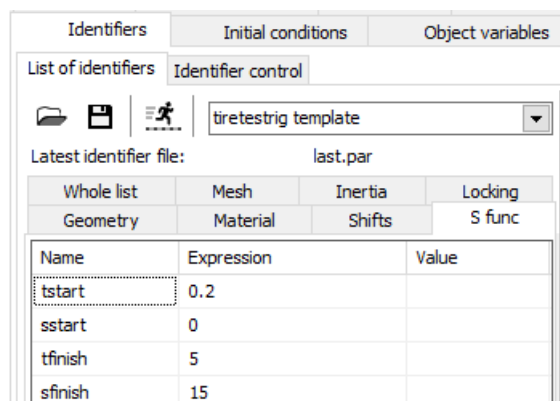 Identifiers Initial conditions Object variables
List of identifiers Identifier control
tiretestrig template
Latest identifier file: last.par
Whole list Mesh Inertia Locking
Geometry Material Shifts S func
Name Expression Value
tstart 0.2
sstart 0
tfinish 5
sfinish 15